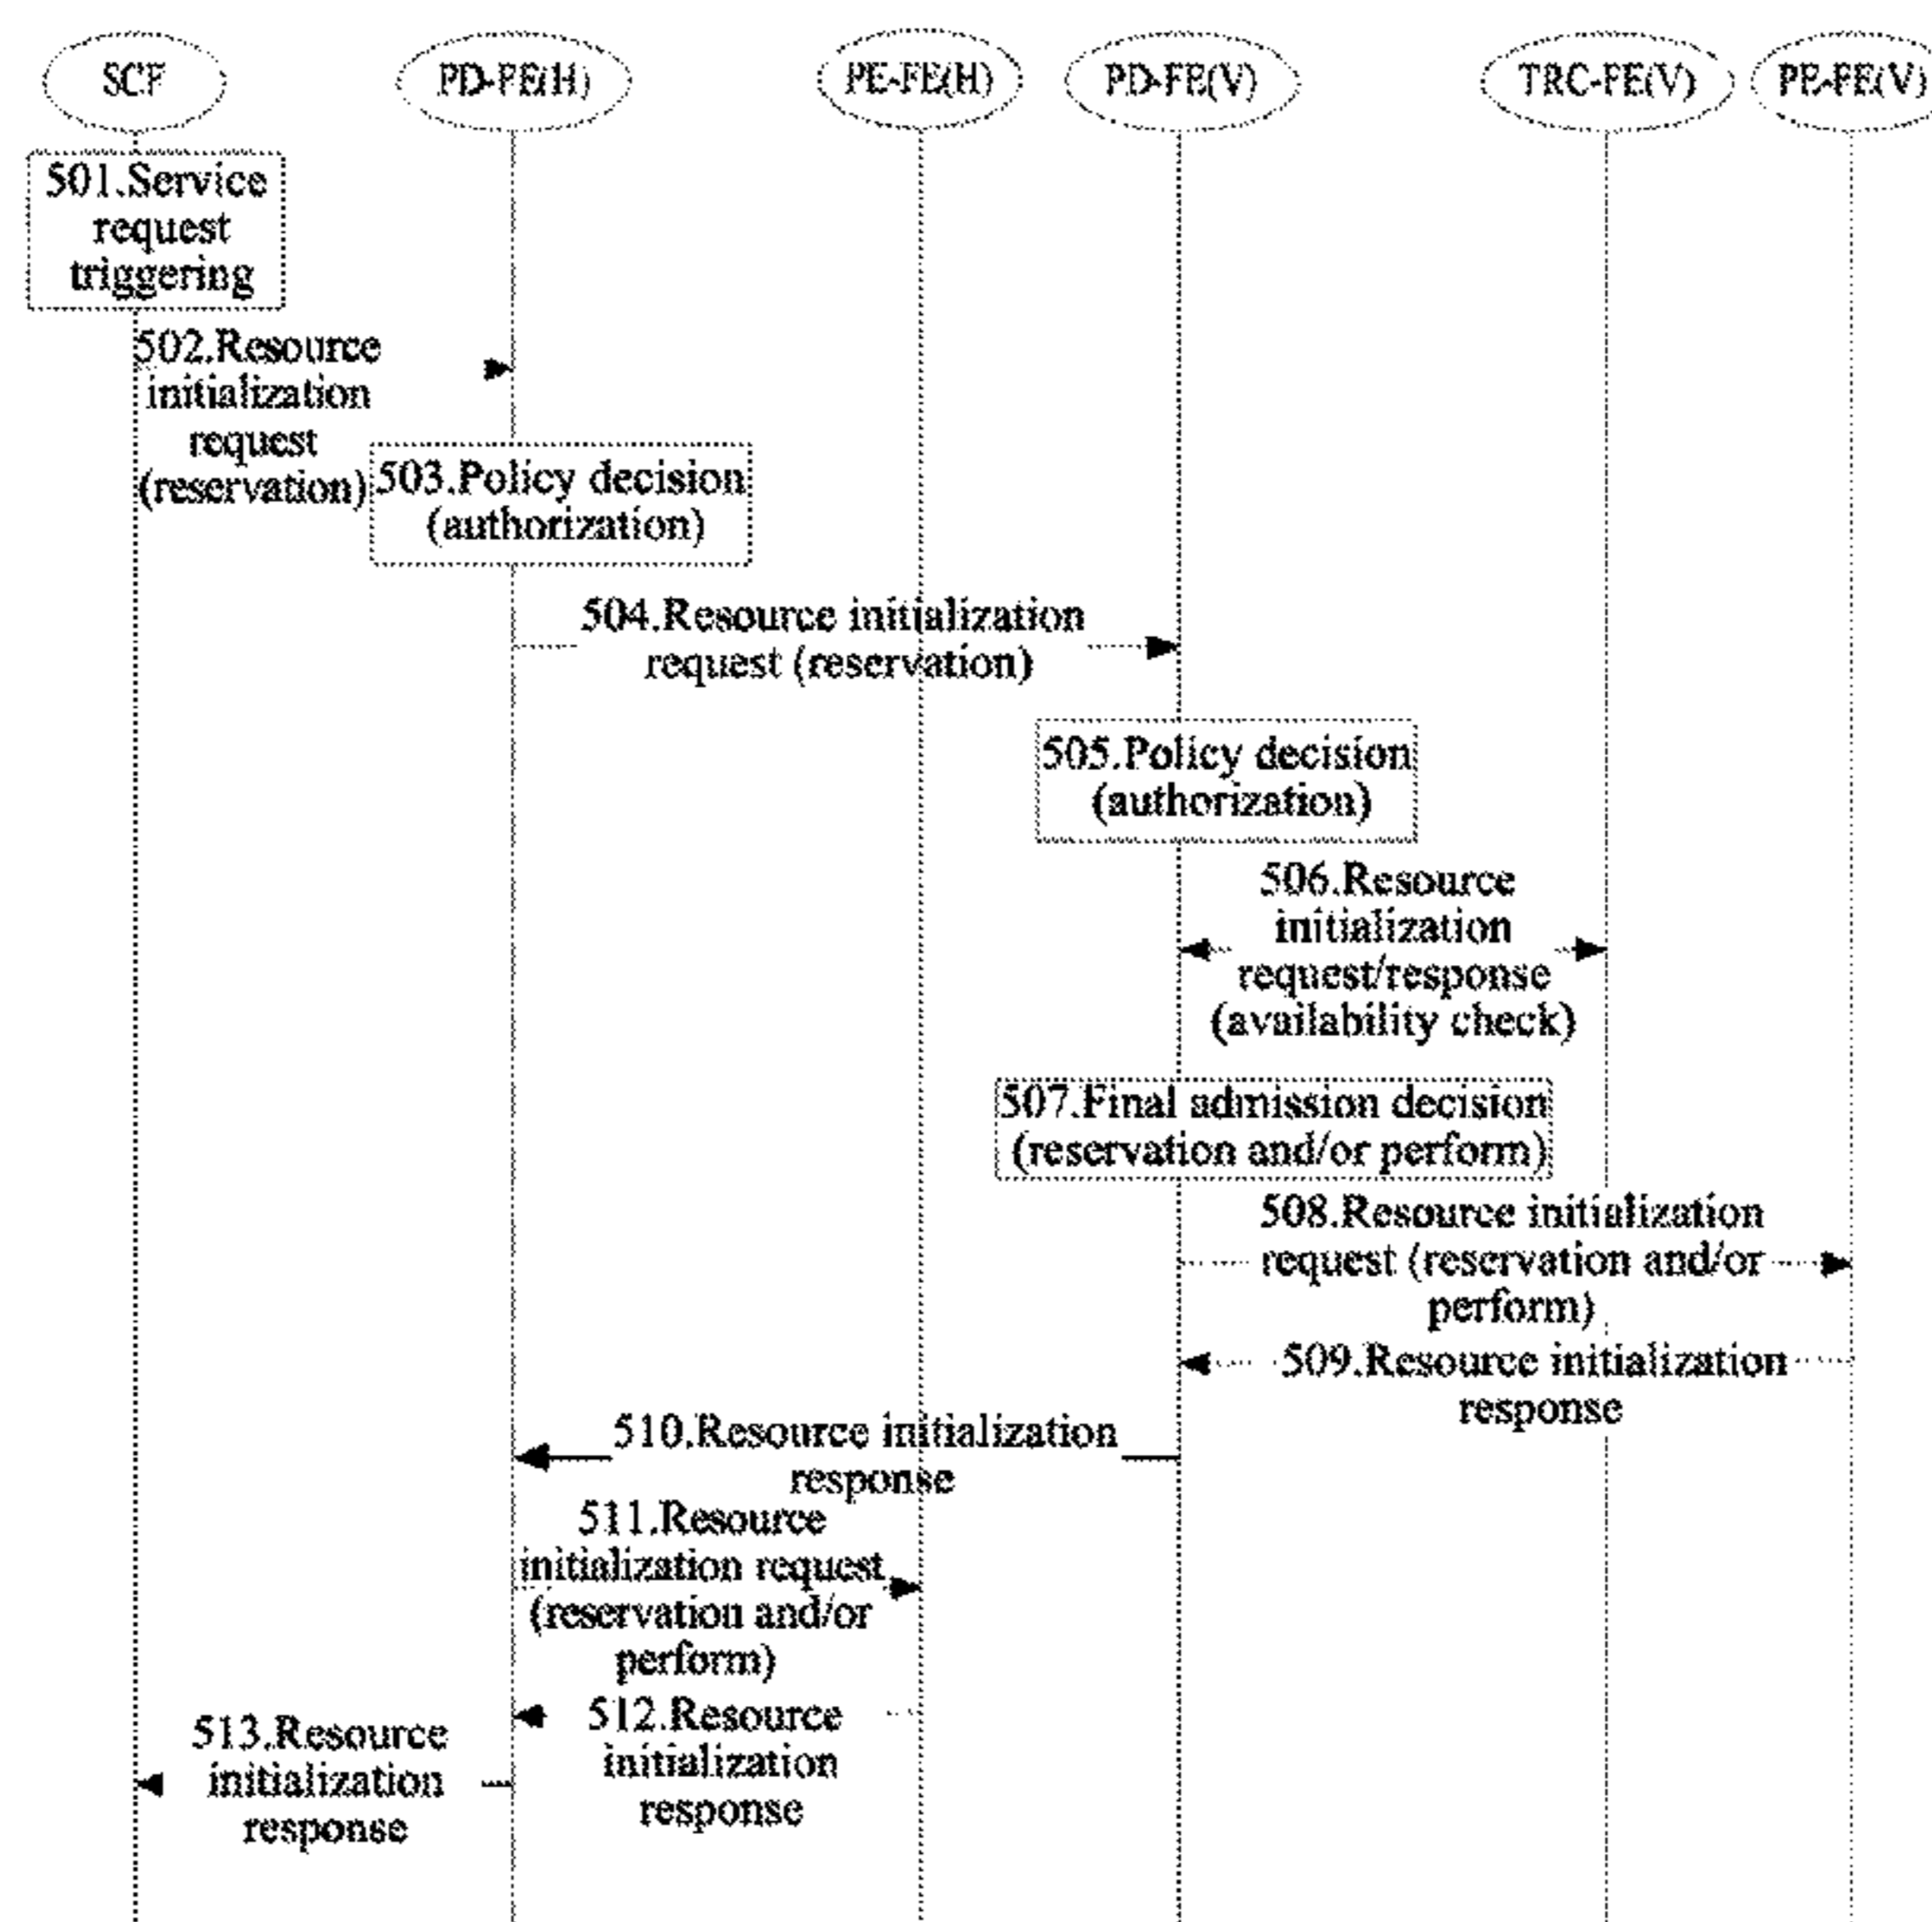 SCF
PD-FE(H)
PE-FE(H)
PD-FE(V)
TRC-FE(V)
PE-FE(V)
501.Service
request
triggering
502.Resource
initialization
request
(reservation)
503.Policy decision
(authorization)
504.Resource initialization
request (reservation)
505.Policy decision
(authorization)
506.Resource
initialization
request/response
(availability check)
507.Final admission decision
(reservation and/or perform)
508.Resource initialization
request (reservation and/or
perform)
509.Resource initialization
response
510.Resource initialization
response
511.Resource
initialization request
(reservation and/or
perform)
512.Resource
initialization
response
513.Resource
initialization
response